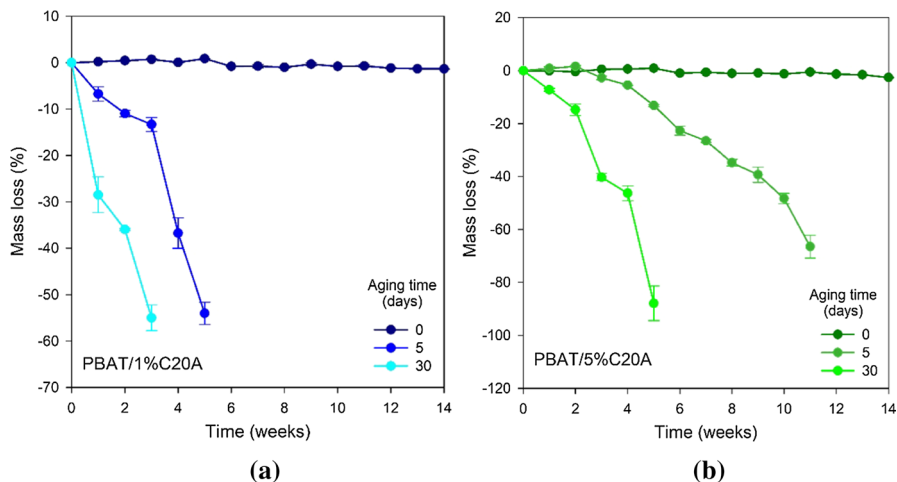 (a)
10
0
-10
-20
-30
-40
-50
-60
-70
Mass loss (%)
Aging time
(days)
0
5
30
PBAT/1%C20A
0 2 4 6 8 10 12 14
Time (weeks)
(a)
(b)
20
0
-20
-40
-60
-80
-100
-120
Mass loss (%)
Aging time
(days)
0
5
30
PBAT/5%C20A
0 2 4 6 8 10 12 14
Time (weeks)
(b)